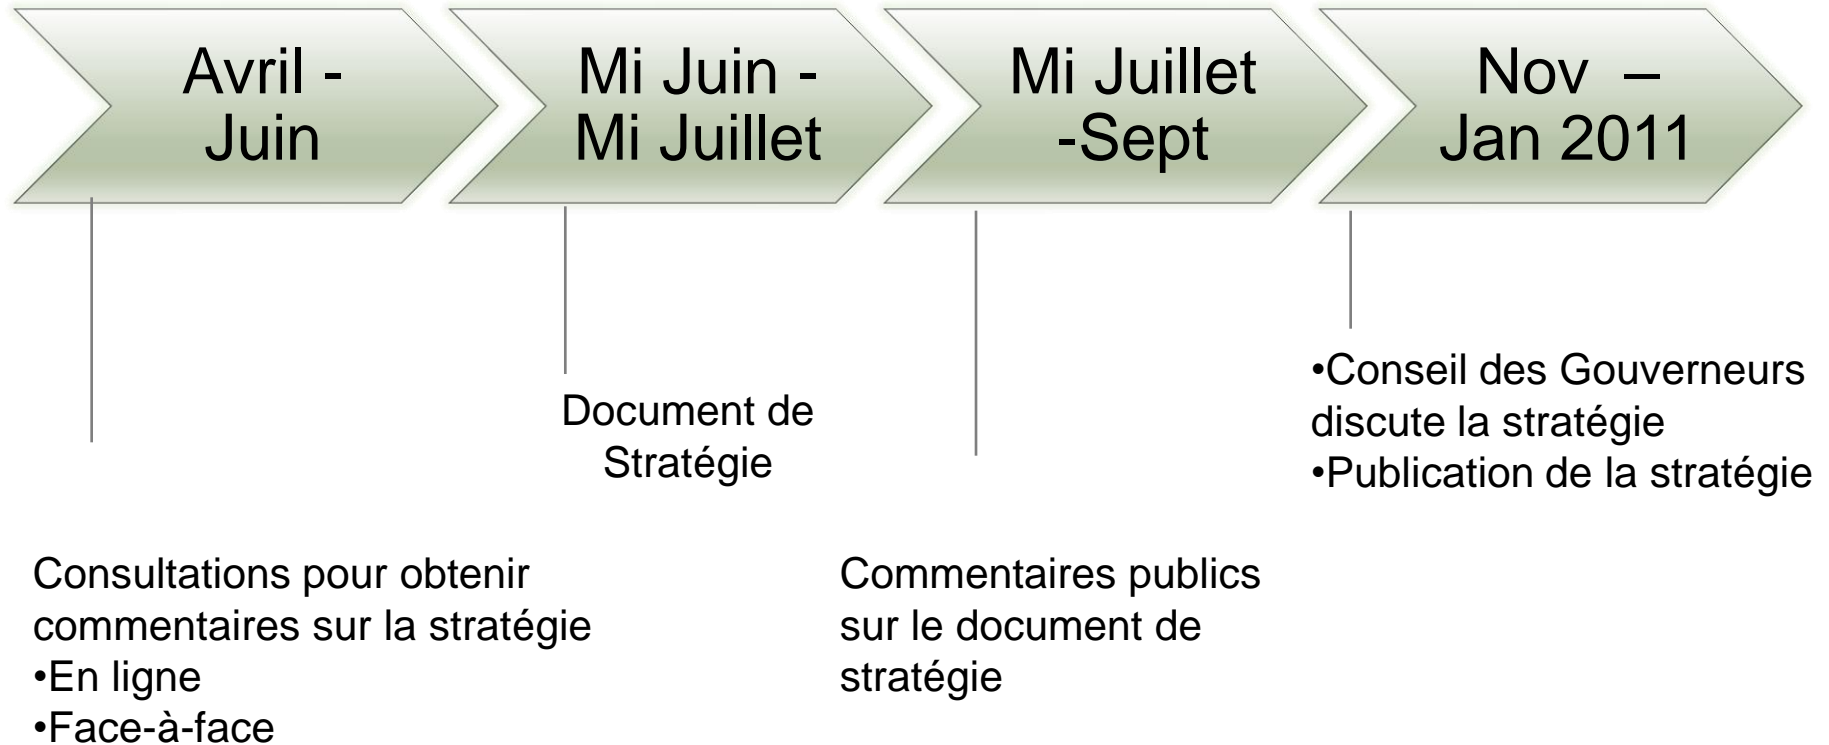 Avril -
Juin
Mi Juin -
Mi Juillet
Mi Juillet
-Sept
Nov –
Jan 2011
Consultations pour obtenir
commentaires sur la stratégie
•En ligne
•Face-à-face
Document de
Stratégie
Commentaires publics
sur le document de
stratégie
•Conseil des Gouverneurs
discute la stratégie
•Publication de la stratégie